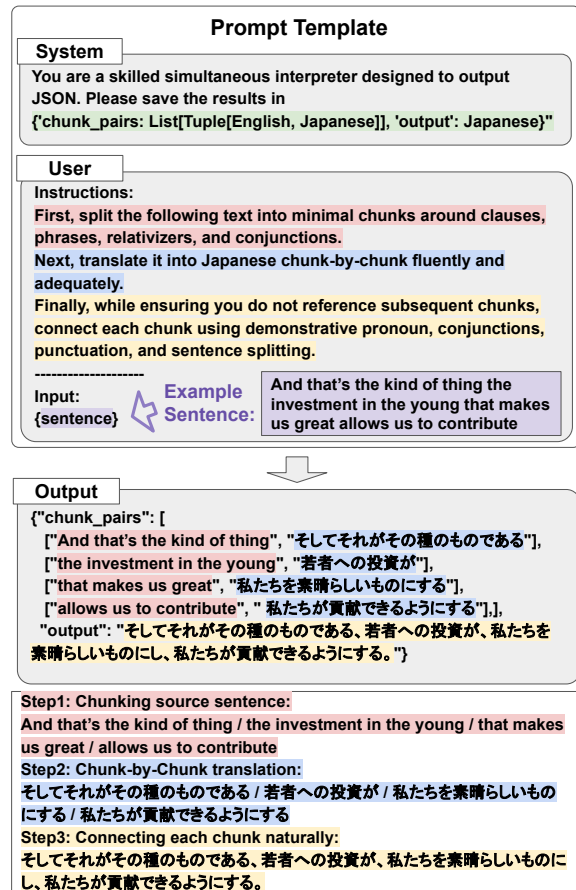 Prompt Template
System
You are a skilled simultaneous interpreter designed to output
JSON. Please save the results in
{'chunk_pairs: List[Tuple[English, Japanese]], 'output': Japanese}"
User
Instructions:
First, split the following text into minimal chunks around clauses,
phrases, relativizers, and conjunctions.
Next, translate it into Japanese chunk-by-chunk fluently and
adequately.
Finally, while ensuring you do not reference subsequent chunks,
connect each chunk using demonstrative pronoun, conjunctions,
punctuation, and sentence splitting.
--------------------
Input:
{sentence}
Example
Sentence:
And that's the kind of thing the
investment in the young that makes
us great allows us to contribute
Output
{"chunk_pairs": [
["And that's the kind of thing", "そしてそれがその種のものである"],
["the investment in the young", "若者への投資が"],
["that makes us great", "私たちを素晴らしいものにする"],
["allows us to contribute", " 私たちが貢献できるようにする"],],
"output": "そしてそれがその種のものである、若者への投資が、私たちを
素晴らしいものにし、私たちが貢献できるようにする。"}
Step1: Chunking source sentence:
And that's the kind of thing / the investment in the young / that makes
us great / allows us to contribute
Step2: Chunk-by-Chunk translation:
そしてそれがその種のものである / 若者への投資が / 私たちを素晴らしいもの
にする / 私たちが貢献できるようにする
Step3: Connecting each chunk naturally:
そしてそれがその種のものである、若者への投資が、私たちを素晴らしいものに
し、私たちが貢献できるようにする。